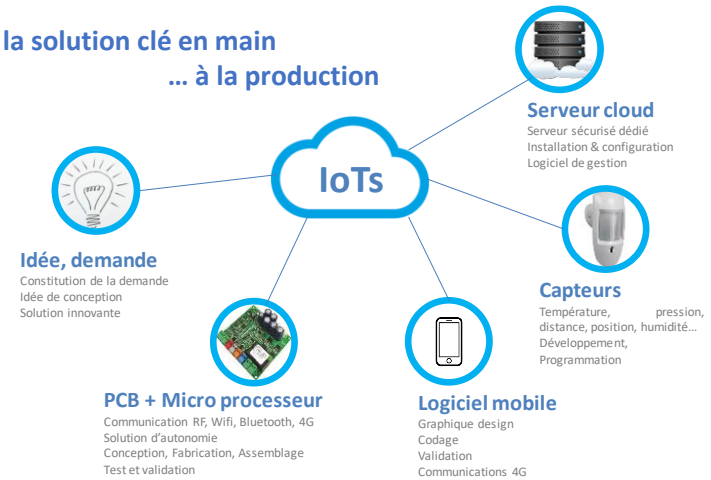 la solution clé en main
... à la production
IoTs
Serveur cloud
Serveur sécurisé dédié
Installation & configuration
Logiciel de gestion
Idée, demande
Constitution de la demande
Idée de conception
Solution innovante
Capteurs
Température, pression,
distance, position, humidité...
Développement,
Programmation
PCB + Micro processeur
Communication RF, Wifi, Bluetooth, 4G
Solution d'autonomie
Conception, Fabrication, Assemblage
Test et validation
Logiciel mobile
Graphique design
Codage
Validation
Communications 4G